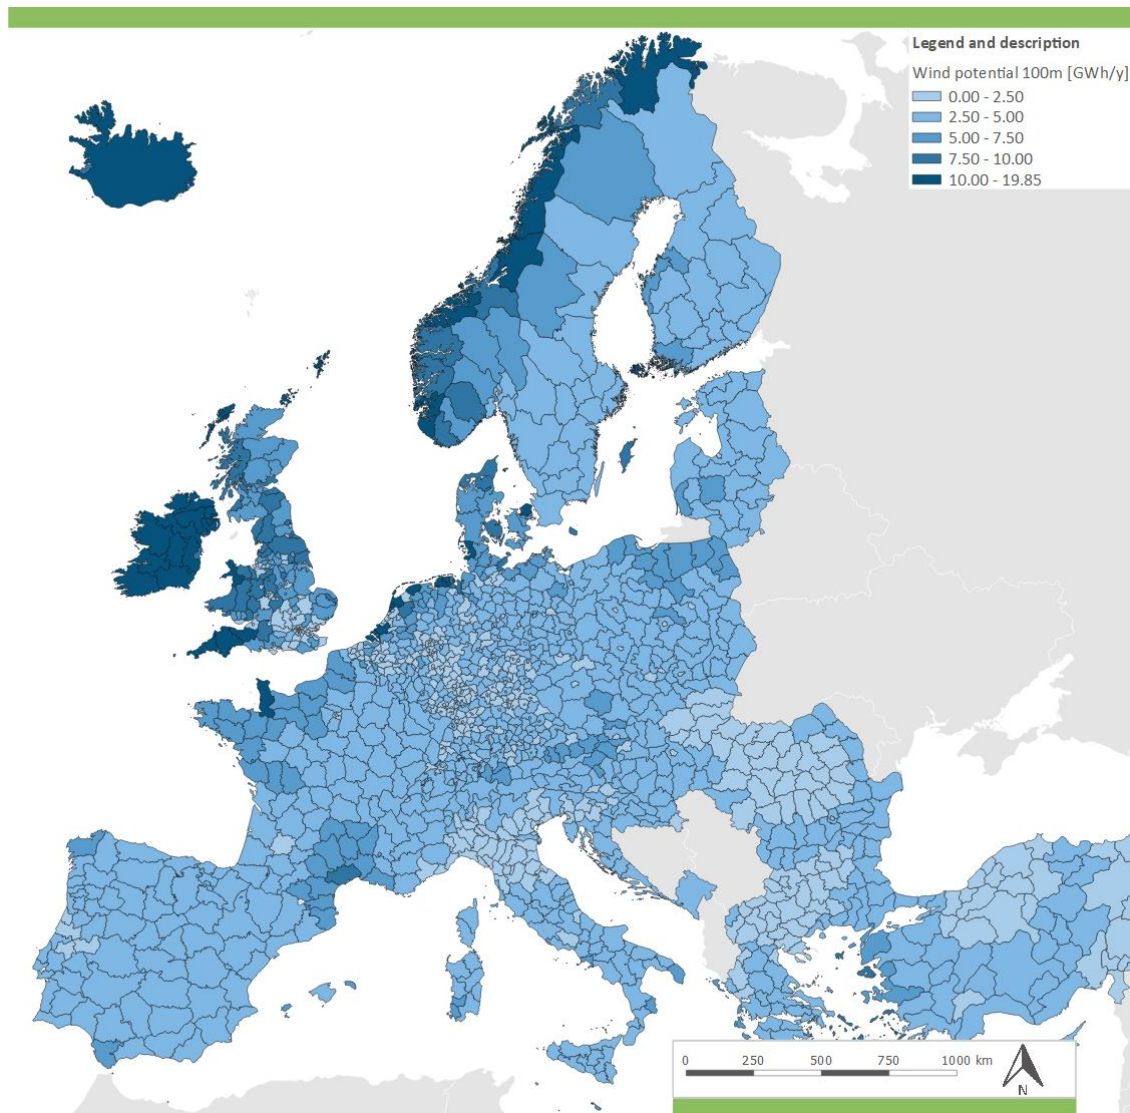 Legend and description
Wind potential 100m [GWh/y]
0.00 - 2.50
2.50 - 5.00
5.00 - 7.50
7.50 - 10.00
10.00 - 19.85
0 250 500 750 1000 km
N